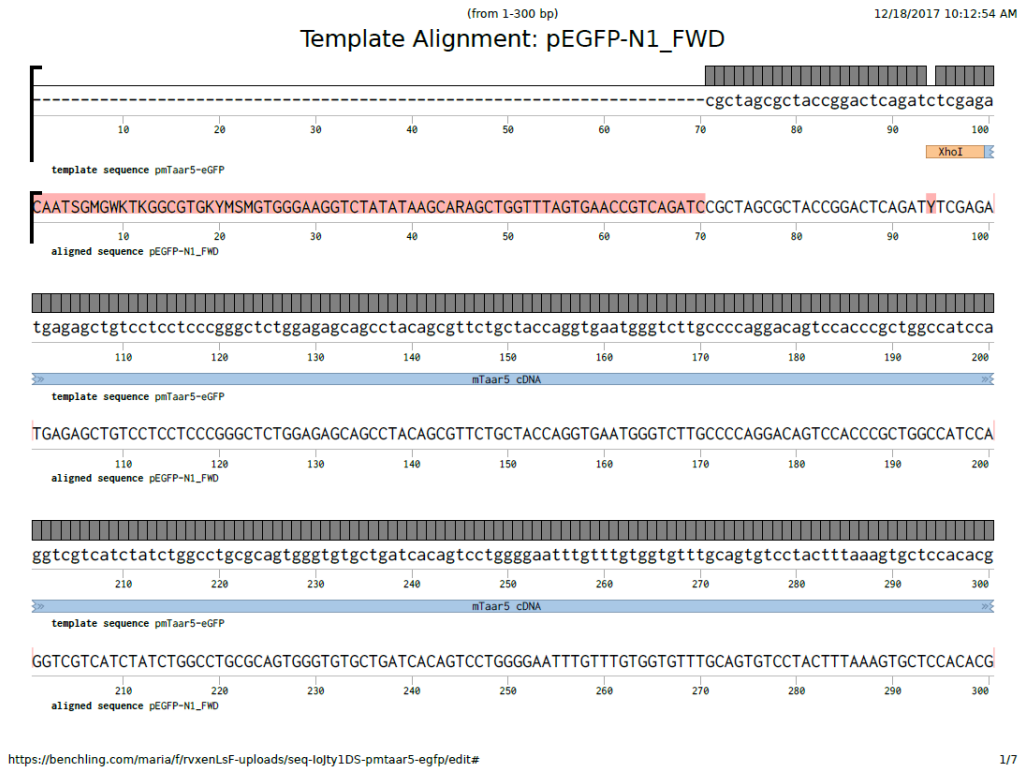 (from 1-300 bp) 12/18/2017 10:12:54 AM
Template Alignment: pEGFP-N1_FWD
----------------------------------------------------------------------cgctagcgctaccggactcagatctcgaga
10 20 30 40 50 60 70 80 90 100
XhoI
template sequence pmTaar5-eGFP
CAATSGMGWKTKGGCGTGKYMSMGTGGGAAGGTCTATATAAGCARAGCTGGTTTAGTGAACCGTCAGATCCGCTAGCGCTACCGGACTCAGATYTCGAGA
10 20 30 40 50 60 70 80 90 100
aligned sequence pEGFP-N1_FWD
tgagagctgtcctcctcccgggctctggagagcagcctacagcgttctgctaccaggtgaatgggtcttgccccaggacagtccacccgctggccatcca
110 120 130 140 150 160 170 180 190 200
mTaar5 cDNA
template sequence pmTaar5-eGFP
TGAGAGCTGTCCTCCTCCCGGGCTCTGGAGAGCAGCCTACAGCGTTCTGCTACCAGGTGAATGGGTCTTGCCCCAGGACAGTCCACCCGCTGGCCATCCA
110 120 130 140 150 160 170 180 190 200
aligned sequence pEGFP-N1_FWD
ggtcgtcatctatctggcctgcgcagtgggtgtgctgatcacagtcctggggaatttgtttgtggtgtttgcagtgtcctactttaaagtgctccacacg
210 220 230 240 250 260 270 280 290 300
mTaar5 cDNA
template sequence pmTaar5-eGFP
GGTCGTCATCTATCTGGCCTGCGCAGTGGGTGTGCTGATCACAGTCCTGGGGAATTTGTTTGTGGTGTTTGCAGTGTCCTACTTTAAAGTGCTCCACACG
210 220 230 240 250 260 270 280 290 300
aligned sequence pEGFP-N1_FWD
https://benchling.com/maria/f/rvxenLsF-uploads/seq-IoJty1DS-pmtaar5-egfp/edit# 1/7